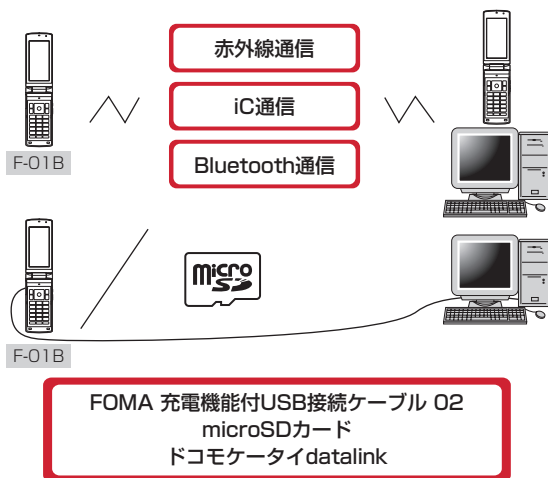 赤外線通信
iC通信
Bluetooth通信
F-01B
micro
SD
F-01B
FOMA 充電機能付USB接続ケーブル 02
microSDカード
ドコモケータイdatalink